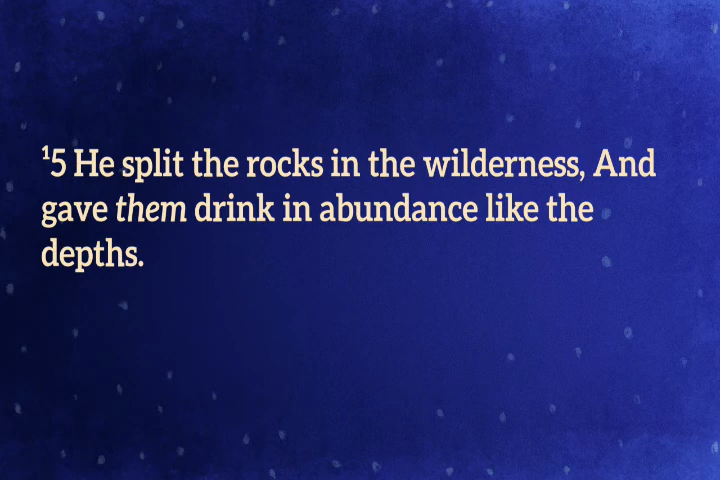 ¹5 He split the rocks in the wilderness, And
gave them drink in abundance like the
depths.